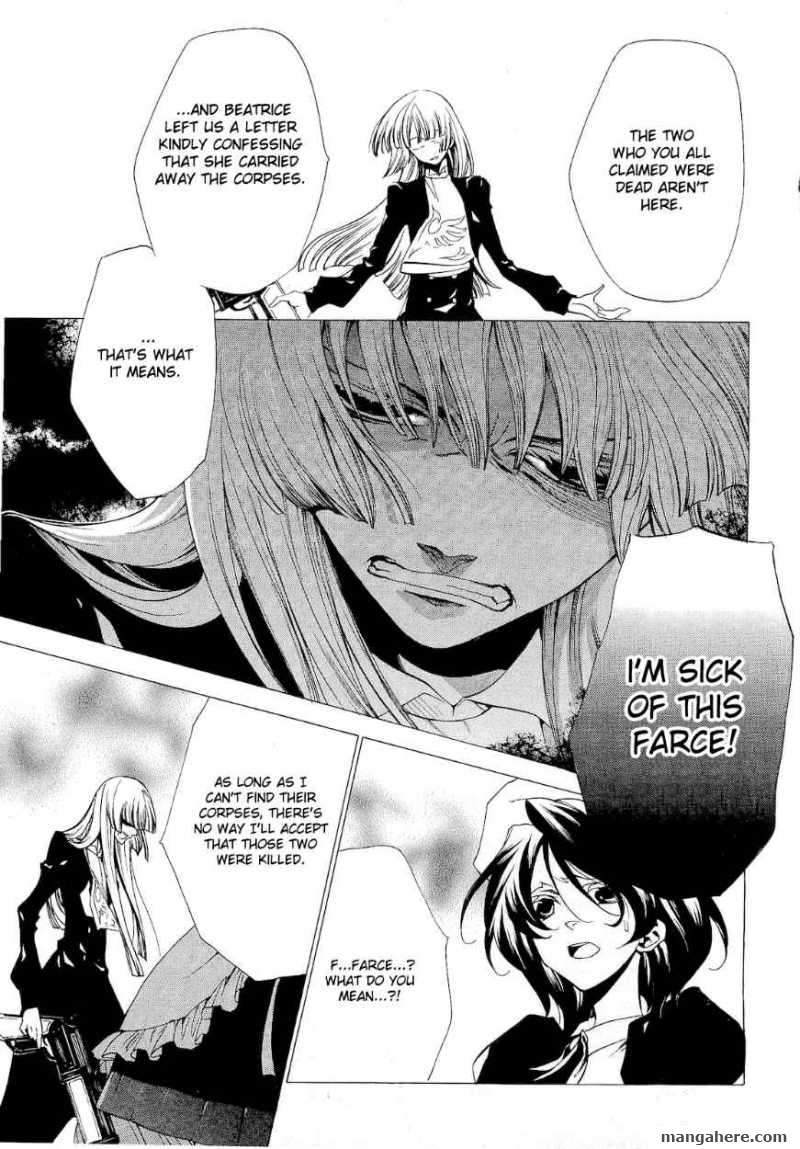 THE TWO
WHO YOU ALL
CLAIMED WERE
DEAD AREN'T
HERE.
...AND BEATRICE
LEFT US A LETTER
KINDLY CONFESSING
THAT SHE CARRIED
AWAY THE CORPSES.
...
THAT'S WHAT
IT MEANS.
I'M SICK
OF THIS
FARCE!
F...FARCE...?
WHAT DO YOU
MEAN...?!
AS LONG AS I
CAN'T FIND THEIR
CORPSES, THERE'S
NO WAY I'LL ACCEPT
THAT THOSE TWO
WERE KILLED.
mangahere.com